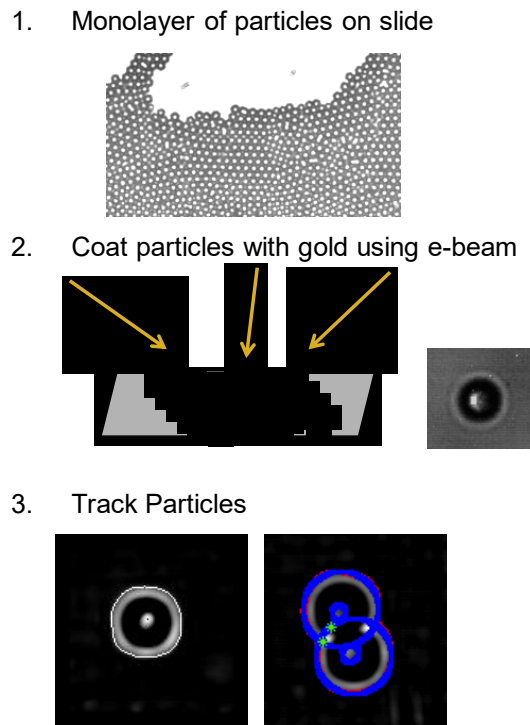 1. Monolayer of particles on slide
2. Coat particles with gold using e-beam
3. Track Particles